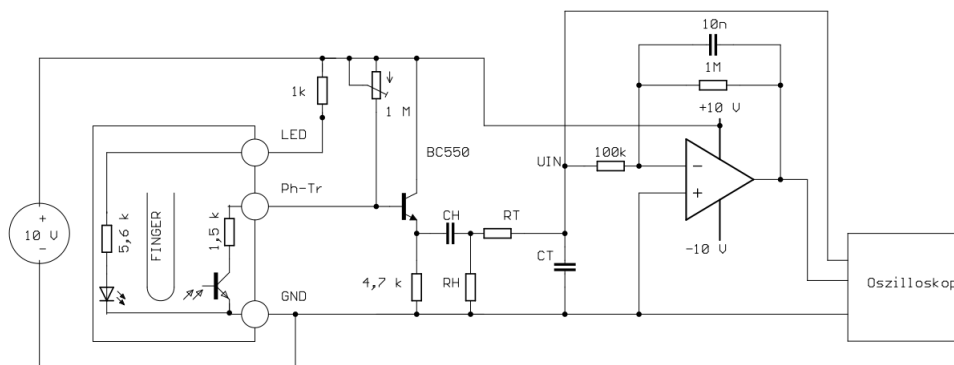 10n
1M
+10 V
1k
1 M
LED
BC550
UIN
100k
−
+
Ph-Tr
CH
RT
+
10 V
-
5,6 k
FINGER
1,5 k
CT
-10 V
4,7 k
RH
Oszilloskop
GND